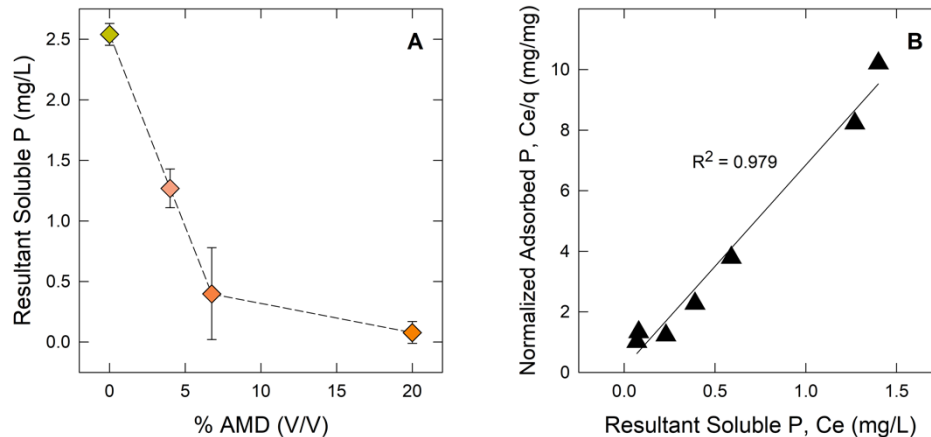 A
Resultant Soluble P (mg/L)
2.5
2.0
1.5
1.0
0.5
0.0
0 5 10 15 20
% AMD (V/V)
B
Normalized Adsorbed P, Ce/q (mg/mg)
10
8
6
4
2
0
R² = 0.979
0.0 0.5 1.0 1.5
Resultant Soluble P, Ce (mg/L)